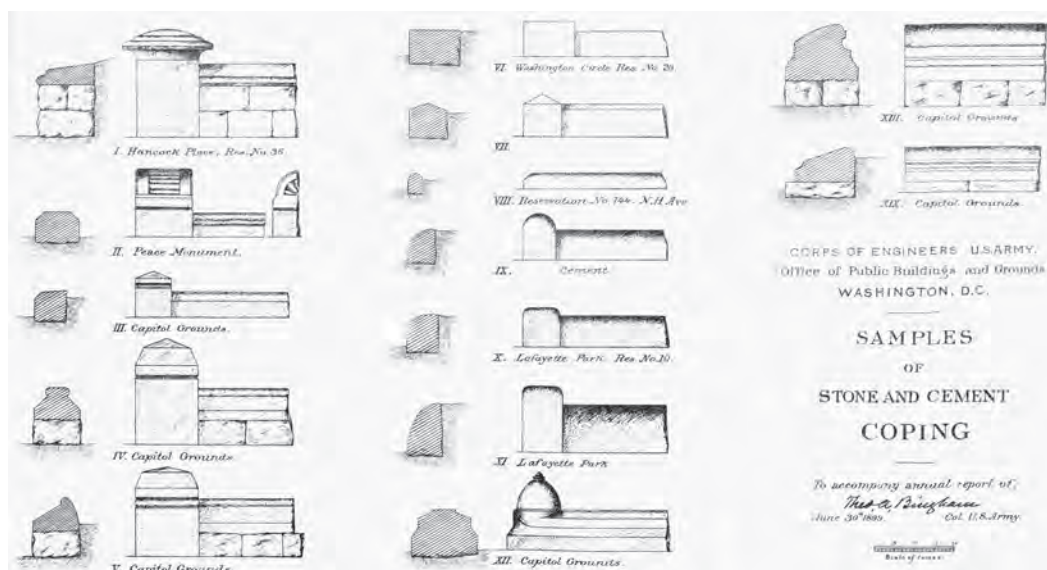 I. Hancock Place, Res. No. 35.
II. Peace Monument.
III. Capitol Grounds.
IV. Capitol Grounds.
V. Capitol Grounds.
VI. Washington Circle Res. No. 26.
VII.
VIII. Reservation No. 144. N.H. Ave
IX. Cement.
X. Lafayette Park Res No. 10.
XI Lafayette Park
XII. Capitol Grounds.
XIII. Capitol Grounds
XIX. Capitol Grounds.
CORPS OF ENGINEERS U.S. ARMY.
Office of Public Buildings and Grounds
WASHINGTON, D.C.
SAMPLES
OF
STONE AND CEMENT
COPING
To accompany annual report of,
Theo. A. Bingham
June 30th 1899. Col. U.S. Army.
Scale of